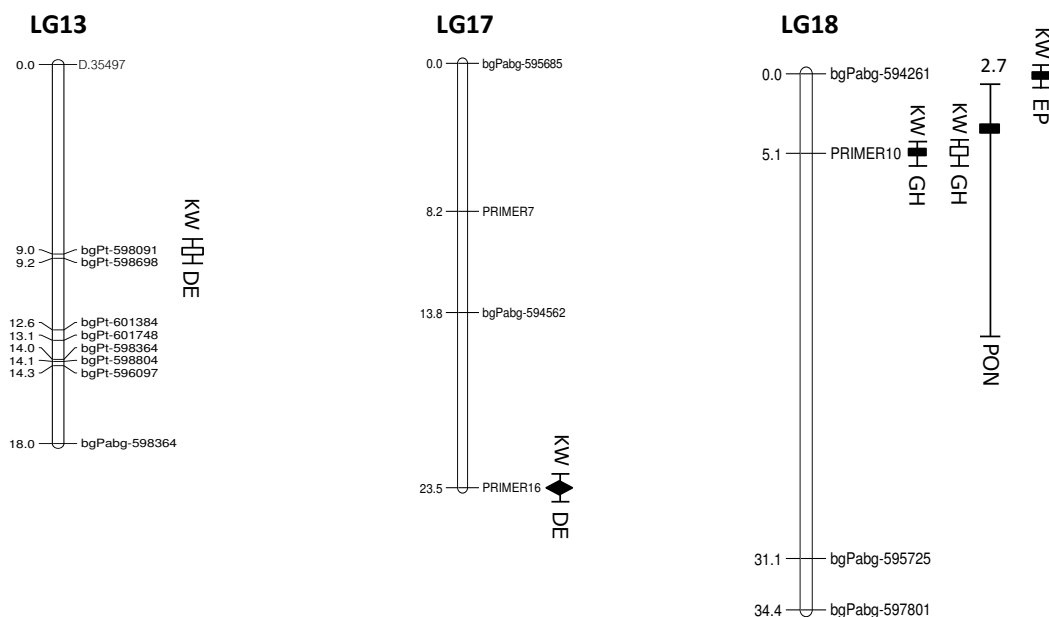 LG13
0.0 D.35497
9.0 bgPt-598091
9.2 bgPt-598698
12.6 bgPt-601384
13.1 bgPt-601748
14.0 bgPt-598364
14.1 bgPt-598804
14.3 bgPt-596097
18.0 bgPabg-598364
KW
DE
LG17
0.0 bgPabg-595685
8.2 PRIMER7
13.8 bgPabg-594562
23.5 PRIMER16
KW
DE
LG18
0.0 bgPabg-594261
5.1 PRIMER10
31.1 bgPabg-595725
34.4 bgPabg-597801
KW
GH
KW
GH
2.7
PON
KW
EP